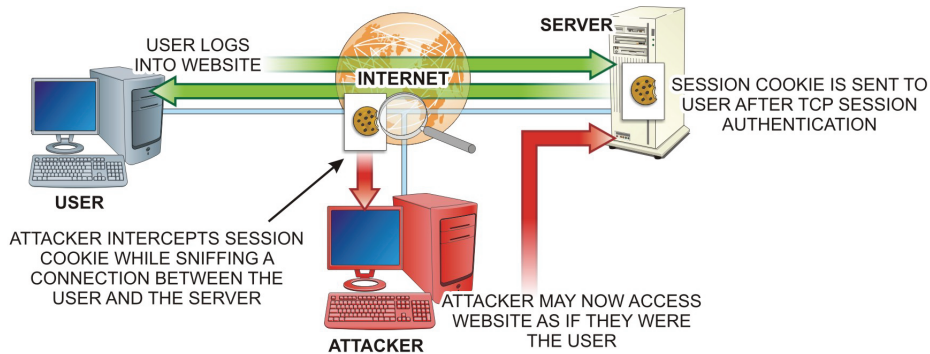 SERVER
USER LOGS
INTO WEBSITE
INTERNET
SESSION COOKIE IS SENT TO
USER AFTER TCP SESSION
AUTHENTICATION
USER
ATTACKER INTERCEPTS SESSION
COOKIE WHILE SNIFFING A
CONNECTION BETWEEN THE
USER AND THE SERVER
ATTACKER MAY NOW ACCESS
WEBSITE AS IF THEY WERE
THE USER
ATTACKER